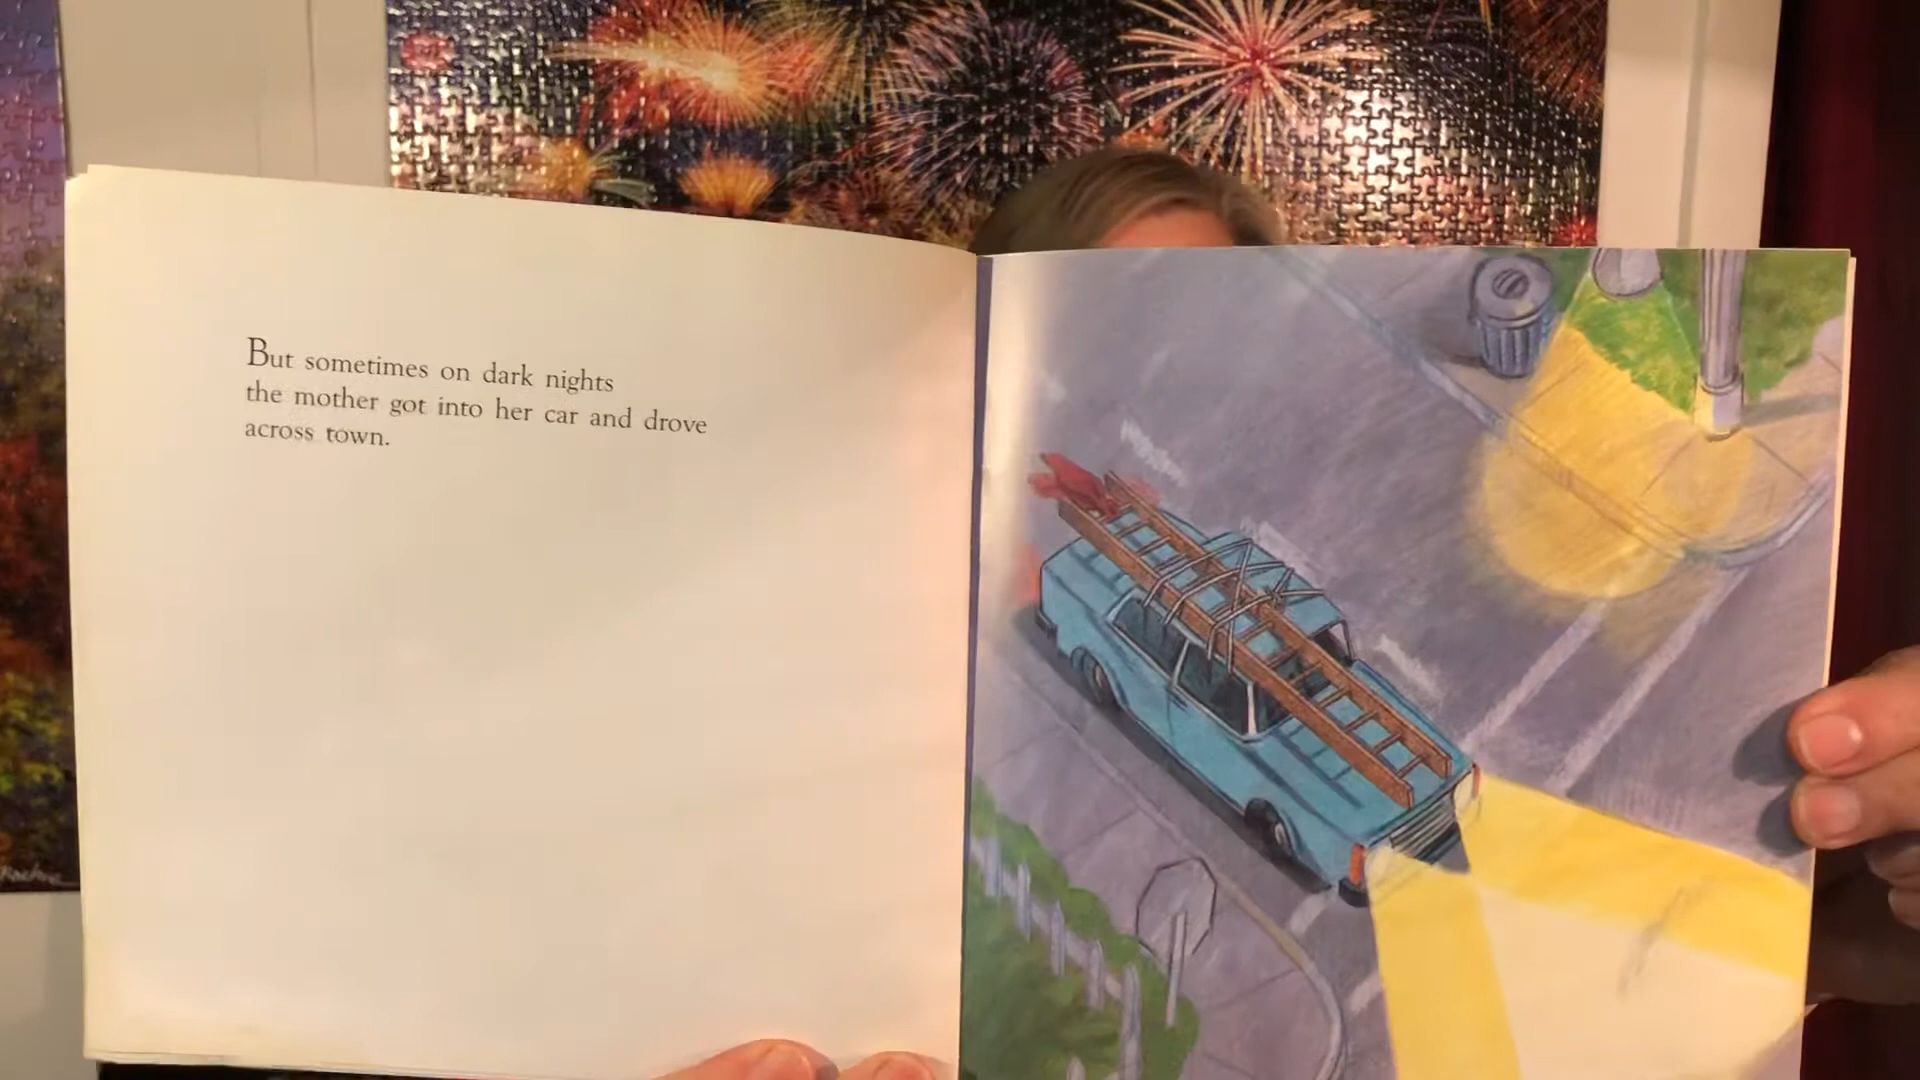 But sometimes on dark nights
the mother got into her car and drove
across town.